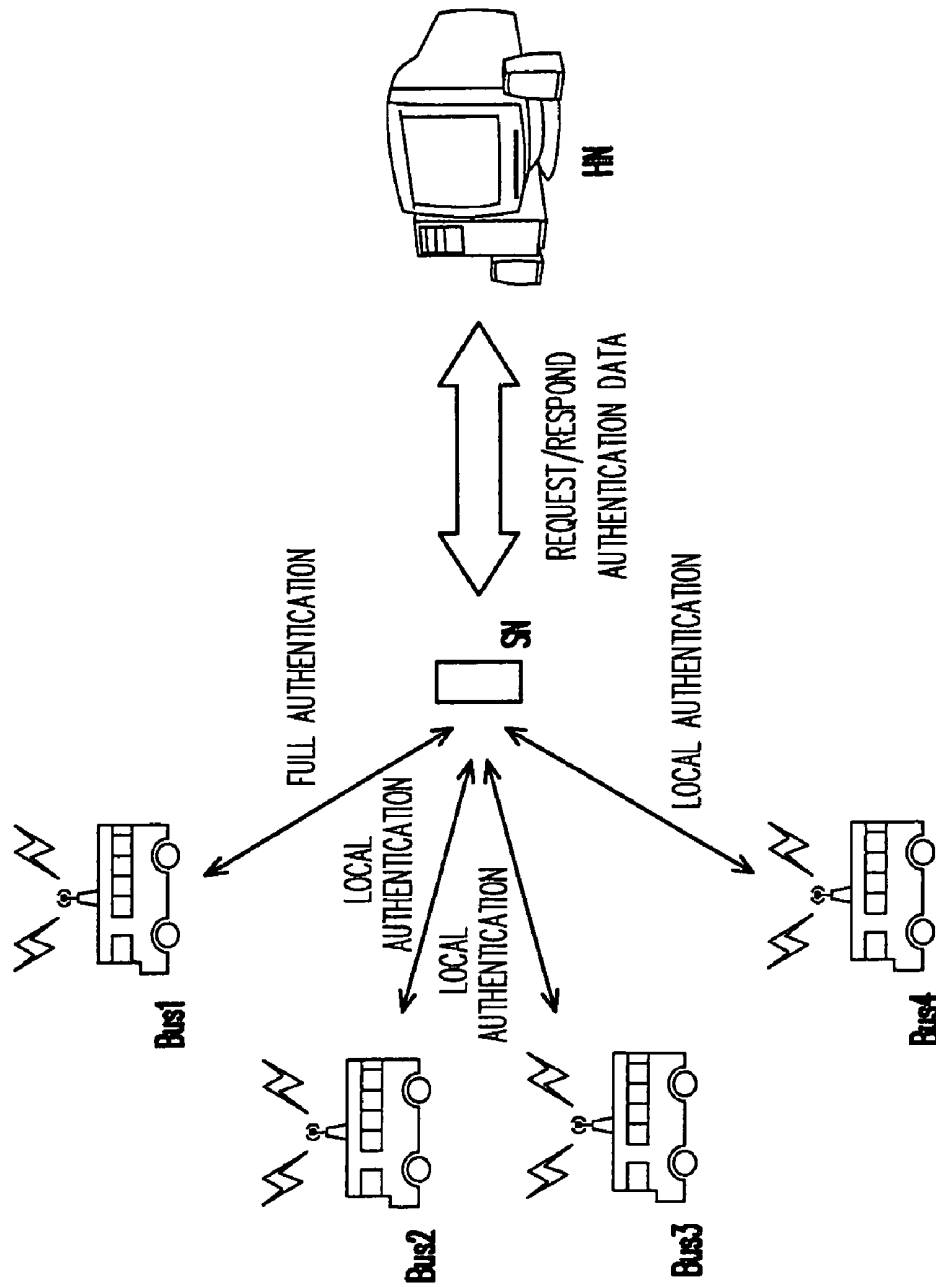 HN
REQUEST/RESPOND
AUTHENTICATION DATA
SN
FULL AUTHENTICATION
LOCAL
AUTHENTICATION
LOCAL
AUTHENTICATION
LOCAL AUTHENTICATION
Bus1
Bus2
Bus3
Bus4